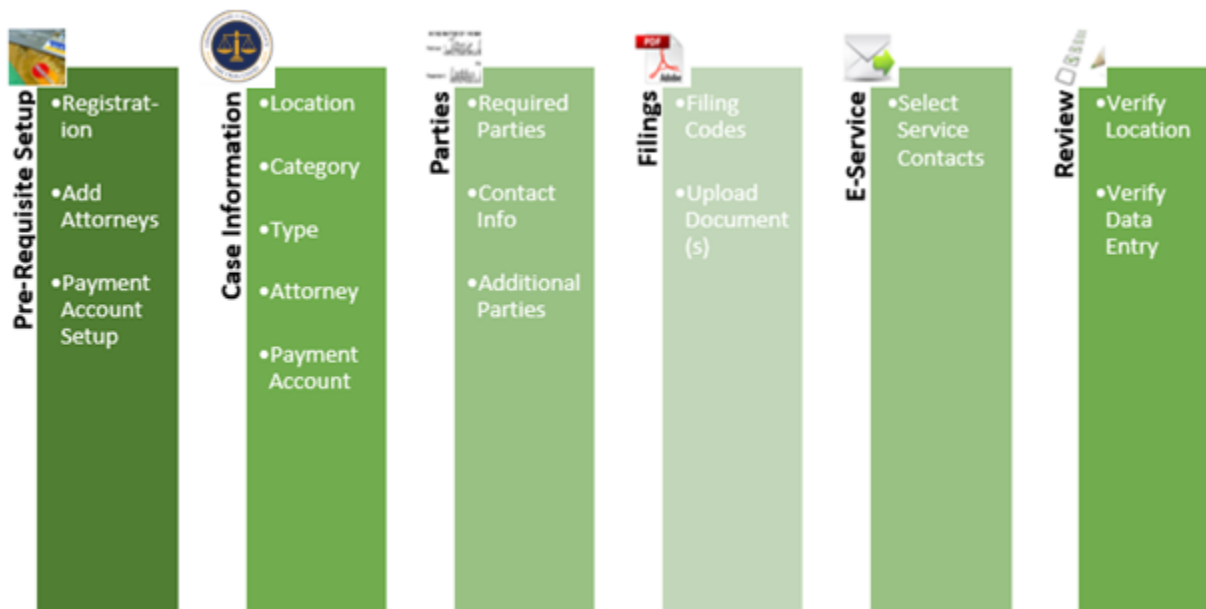 Pre-Requisite Setup
•Registrat-
ion
•Add
Attorneys
•Payment
Account
Setup
Case Information
•Location
•Category
•Type
•Attorney
•Payment
Account
Parties
•Required
Parties
•Contact
Info
•Additional
Parties
PDF
Adobe
Filings
•Filing
Codes
•Upload
Document
(s)
E-Service
•Select
Service
Contacts
Review
•Verify
Location
•Verify
Data
Entry